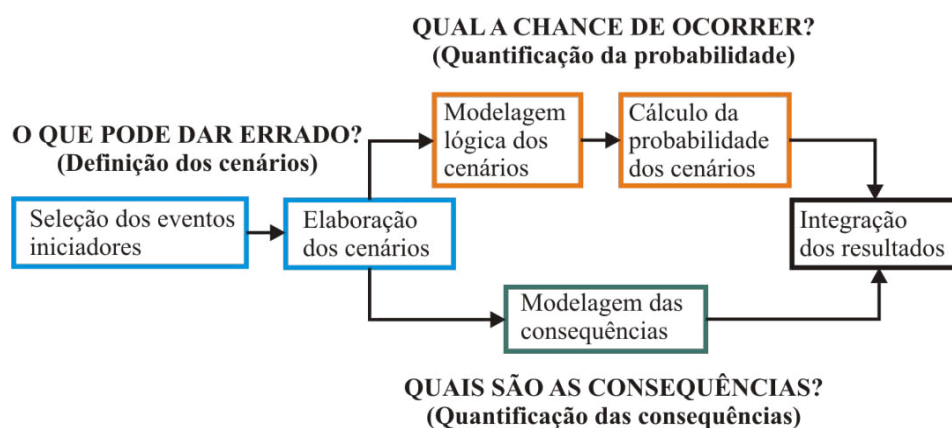 QUAL A CHANCE DE OCORRER?
(Quantificação da probabilidade)
O QUE PODE DAR ERRADO?
(Definição dos cenários)
Seleção dos eventos
iniciadores
Elaboração
dos cenários
Modelagem
lógica dos
cenários
Cálculo da
probabilidade
dos cenários
Integração
dos resultados
Modelagem das
consequências
QUAIS SÃO AS CONSEQUÊNCIAS?
(Quantificação das consequências)